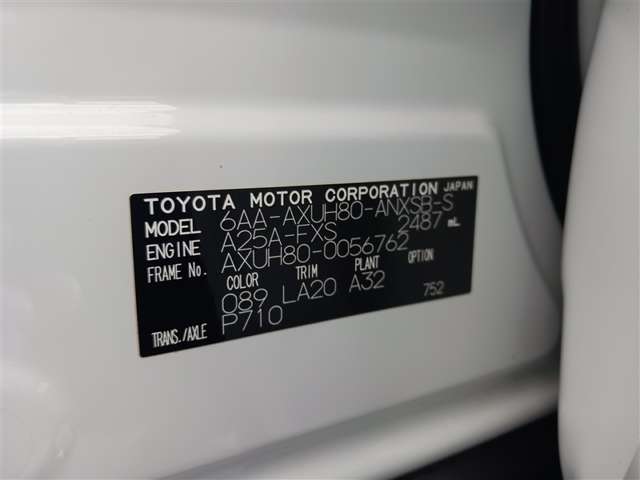 TOYOTA MOTOR CORPORATION JAPAN
MODEL 6AA-AXUH80-ANXSB-S
ENGINE A25A-FXS 2487 mL
FRAME No. AXUH80-0056762
COLOR TRIM PLANT OPTION
089 LA20 A32 752
TRANS./AXLE P710